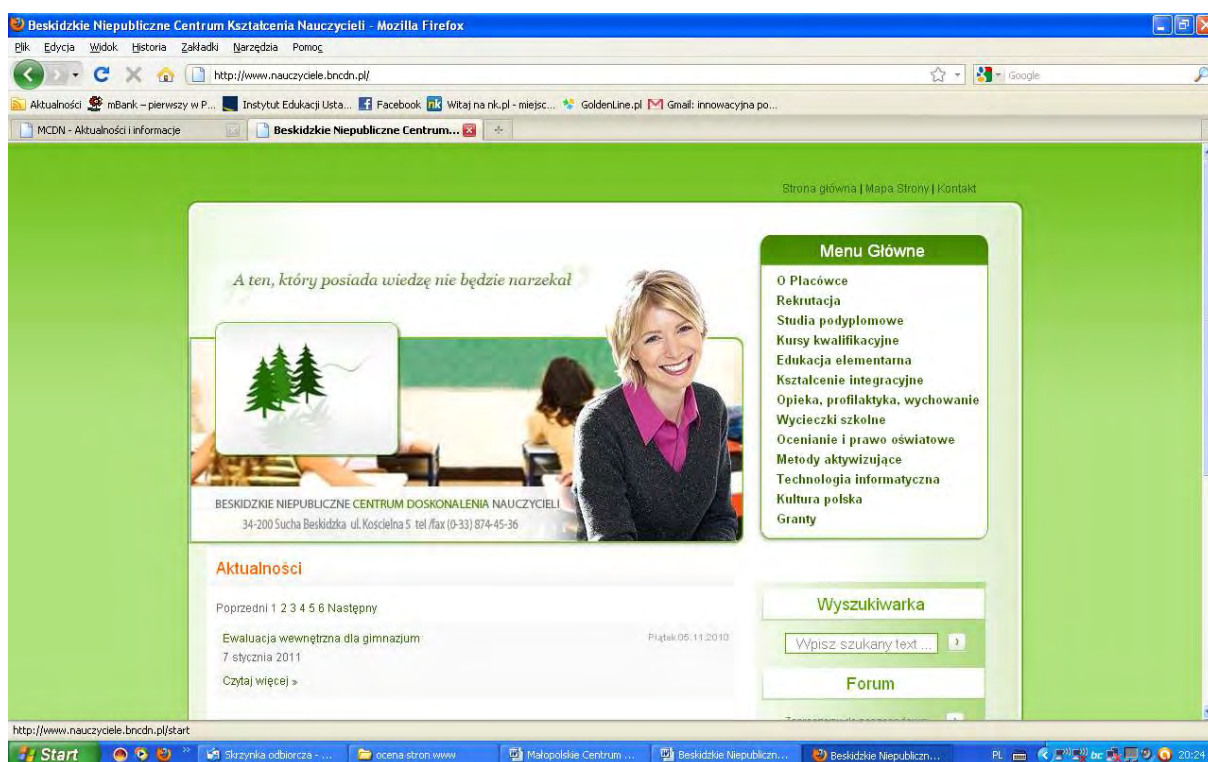 Beskidzkie Niepubliczne Centrum Kształcenia Nauczycieli - Mozilla Firefox
Plik Edycja Widok Historia Zakładki Narzędzia Pomoc
http://www.nauczyciele.bncdn.pl/
Google
Aktualności mBank – pierwszy w P... Instytut Edukacji Usta... Facebook nk Witaj na nk.pl - miejsc... GoldenLine.pl Gmail: innowacyjna po...
MCDN - Aktualności i informacje
Beskidzkie Niepubliczne Centrum...
Strona główna | Mapa Strony | Kontakt
A ten, który posiada wiedzę nie będzie narzekał
BESKIDZKIE NIEPUBLICZNE CENTRUM DOSKONALENIA NAUCZYCIELI
34-200 Sucha Beskidzka ul. Kościelna 5 tel /fax (0-33) 874-45-36
Menu Główne
O Placówce
Rekrutacja
Studia podyplomowe
Kursy kwalifikacyjne
Edukacja elementarna
Kształcenie integracyjne
Opieka, profilaktyka, wychowanie
Wycieczki szkolne
Ocenianie i prawo oświatowe
Metody aktywizujące
Technologia informatyczna
Kultura polska
Granty
Aktualności
Poprzedni 1 2 3 4 5 6 Następny
Ewaluacja wewnętrzna dla gimnazjum
Piątek 05.11.2010
7 stycznia 2011
Czytaj więcej »
Wyszukiwarka
Wpisz szukany text ...
Forum
http://www.nauczyciele.bncdn.pl/start
Start
Skrzynka odbiorcza - ...
ocena stron www
Małopolskie Centrum ...
Beskidzkie Niepubliczn...
Beskidzkie Niepubliczn...
PL
bc
20:24